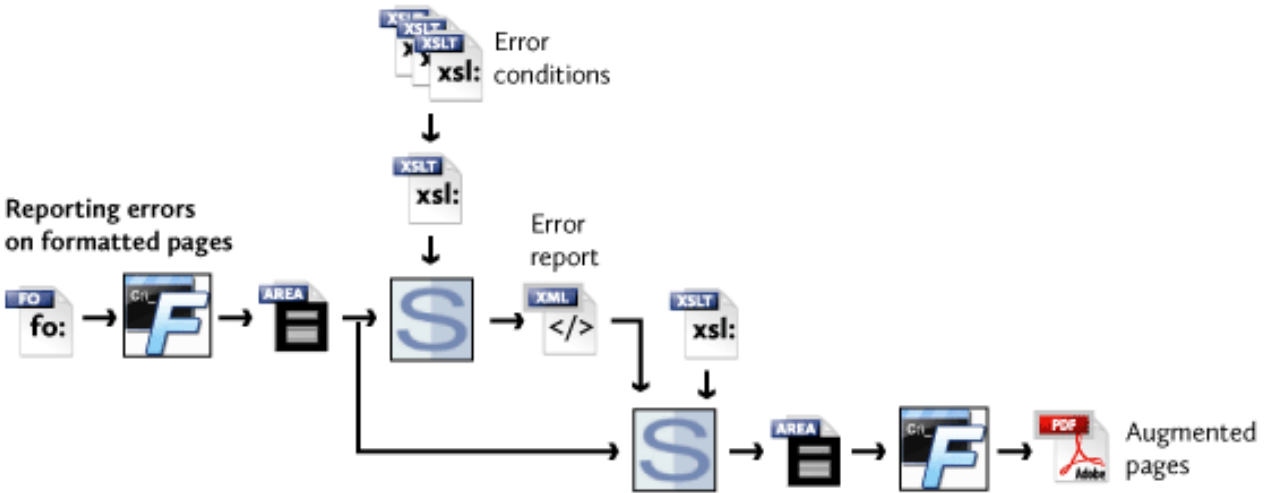 XSLT
XSLT
XSLT
xsl:
Error
conditions
XSLT
xsl:
Reporting errors
on formatted pages
Error
report
FO
fo:
C:\_
F
AREA
S
XML
</>
XSLT
xsl:
S
AREA
C:\_
F
PDF
Adobe
Augmented
pages